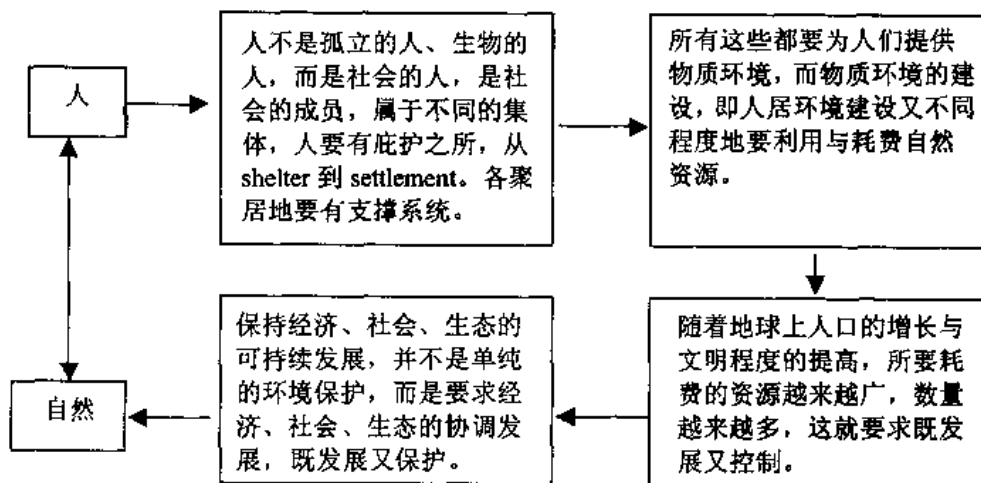 人
人不是孤立的人、生物的
人，而是社会的人，是社
会的成员，属于不同的集
体，人要有庇护之所，从
shelter 到 settlement。各聚
居地要有支撑系统。
所有这些都要为人们提供
物质环境，而物质环境的建
设，即人居环境建设又不同
程度地要利用与耗费自然
资源。
随着地球上人口的增长与
文明程度的提高，所要耗
费的资源越来越广，数量
越来越多，这就要求既发
展又控制。
保持经济、社会、生态的
可持续发展，并不是单纯
的环境保护，而是要求经
济、社会、生态的协调发
展，既发展又保护。
自然